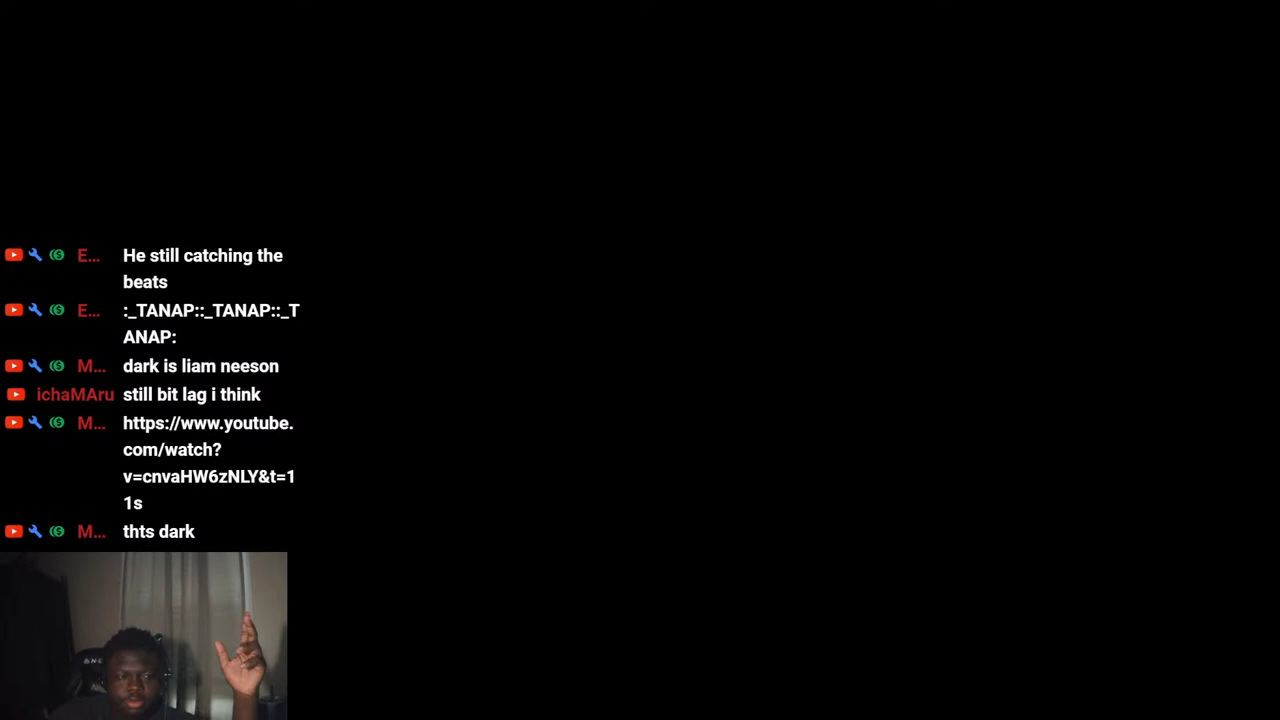 E... He still catching the
beats
E... :_TANAP::_TANAP::_T
ANAP:
M... dark is liam neeson
ichaMAru still bit lag i think
M... https://www.youtube.
com/watch?
v=cnvaHW6zNLY&t=1
1s
M... thts dark